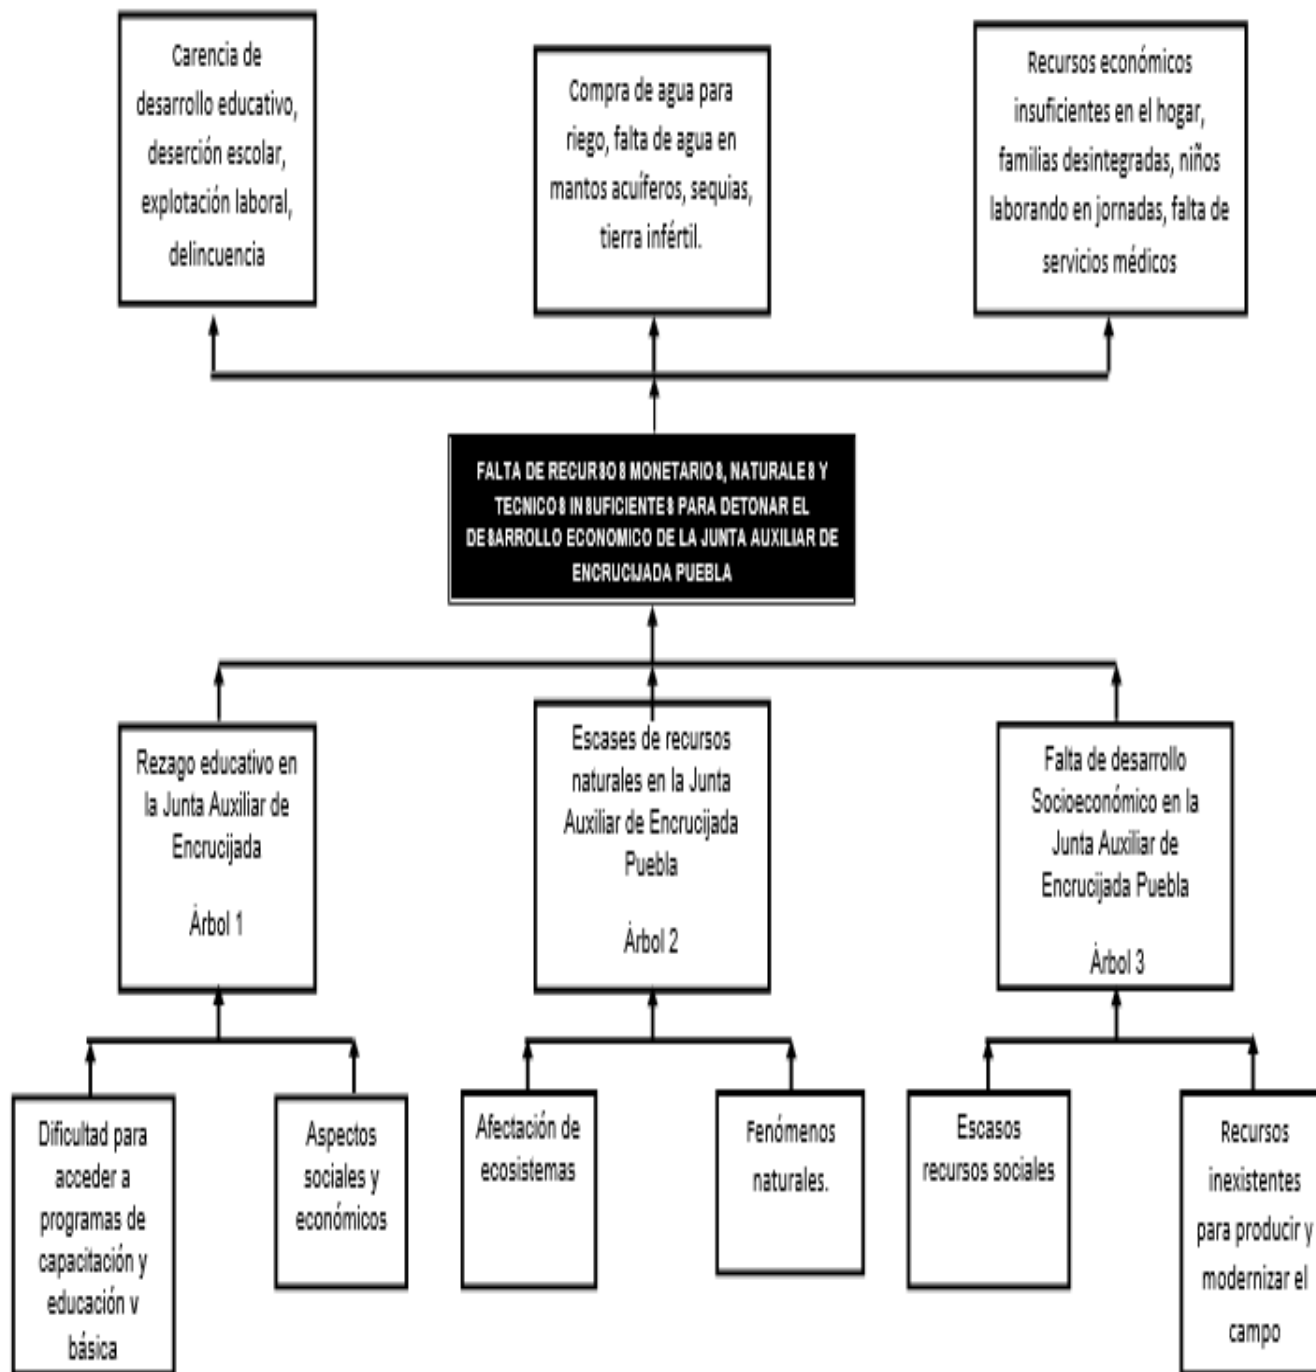 Carencia de
desarrollo educativo,
deserción escolar,
explotación laboral,
delincuencia
Compra de agua para
riego, falta de agua en
mantos acuíferos, sequias,
tierra infértil.
Recursos económicos
insuficientes en el hogar,
familias desintegradas, niños
laborando en jornadas, falta de
servicios médicos
FALTA DE RECURSOS MONETARIOS, NATURALES Y
TECNICOS INSUFICIENTES PARA DETONAR EL
DESARROLLO ECONOMICO DE LA JUNTA AUXILIAR DE
ENCRUCIJADA PUEBLA
Rezago educativo en
la Junta Auxiliar de
Encrucijada
Árbol 1
Escases de recursos
naturales en la Junta
Auxiliar de Encrucijada
Puebla
Árbol 2
Falta de desarrollo
Socioeconómico en la
Junta Auxiliar de
Encrucijada Puebla
Árbol 3
Dificultad para
acceder a
programas de
capacitación y
educación v
básica
Aspectos
sociales y
económicos
Afectación de
ecosistemas
Fenómenos
naturales.
Escasos
recursos sociales
Recursos
inexistentes
para producir y
modernizar el
campo